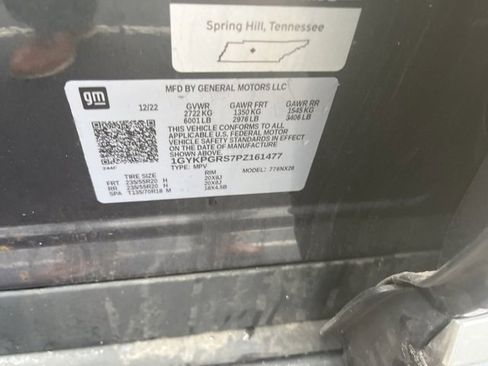 Spring Hill, Tennessee
gm
MFD BY GENERAL MOTORS LLC
12/22 GVWR GAWR FRT GAWR RR
2722 KG 1350 KG 1545 KG
6001 LB 2976 LB 3406 LB
THIS VEHICLE CONFORMS TO ALL
APPLICABLE U.S. FEDERAL MOTOR
VEHICLE SAFETY STANDARDS IN EFFECT
ON THE DATE OF MANUFACTURE
1GYKPGRS7PZ161477
TYPE: MPV MODEL:
TIRE SIZE RIM
FRT 235/55R20 H 20X8J
RR 235/55R20 H 20X8J
SPA T135/70R18 M 18X4.5B